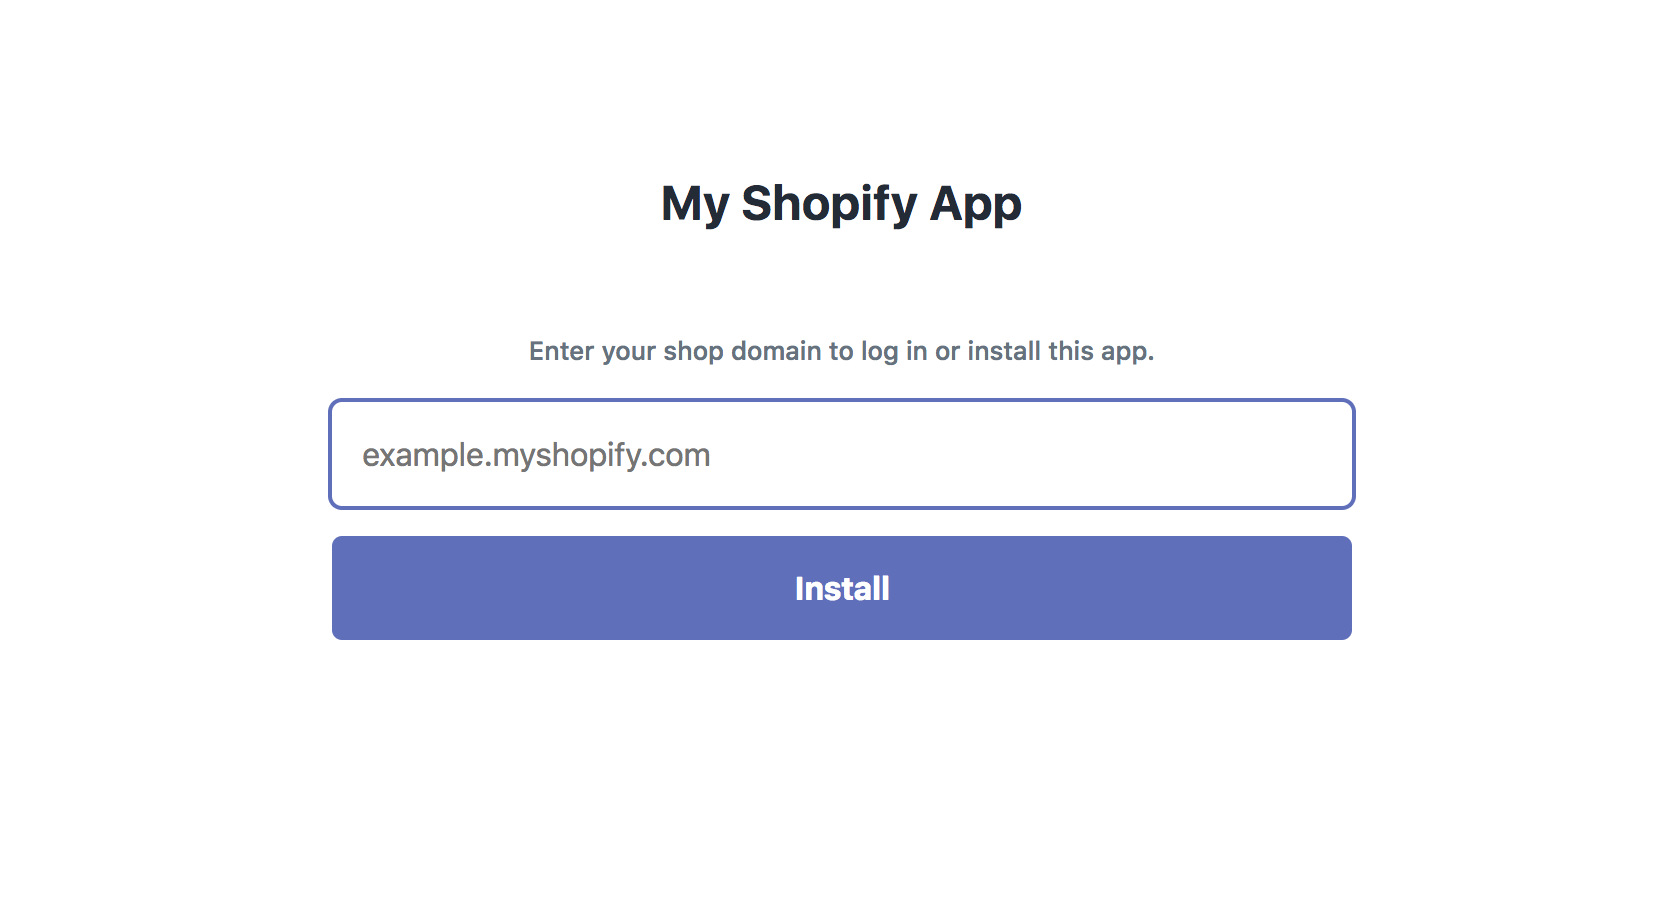 My Shopify App
Enter your shop domain to log in or install this app.
example.myshopify.com
Install